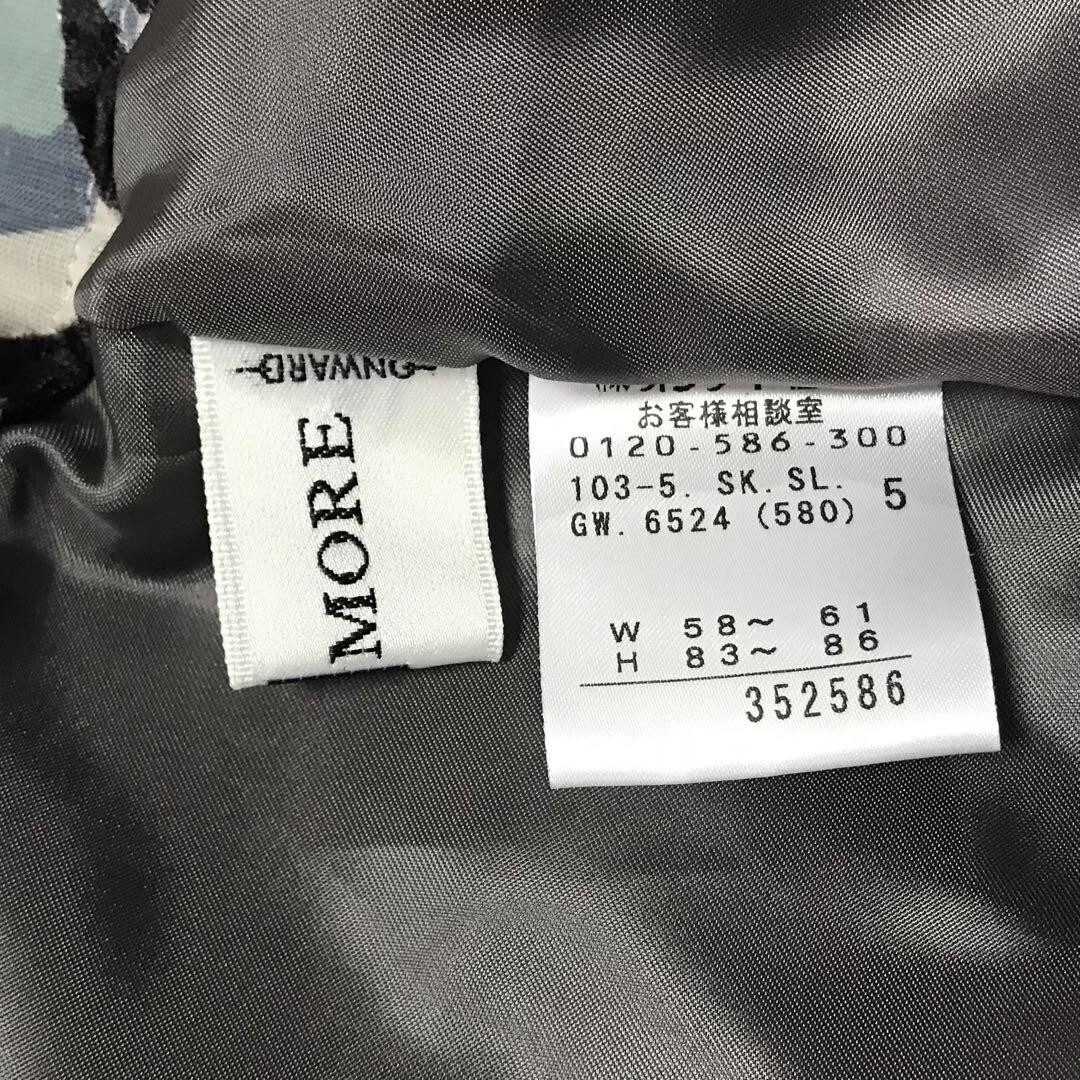 ONWARD
MORE
お客様相談室
0120-586-300
103-5. SK. SL.
GW. 6524 (580) 5
W 58～ 61
H 83～ 86
352586